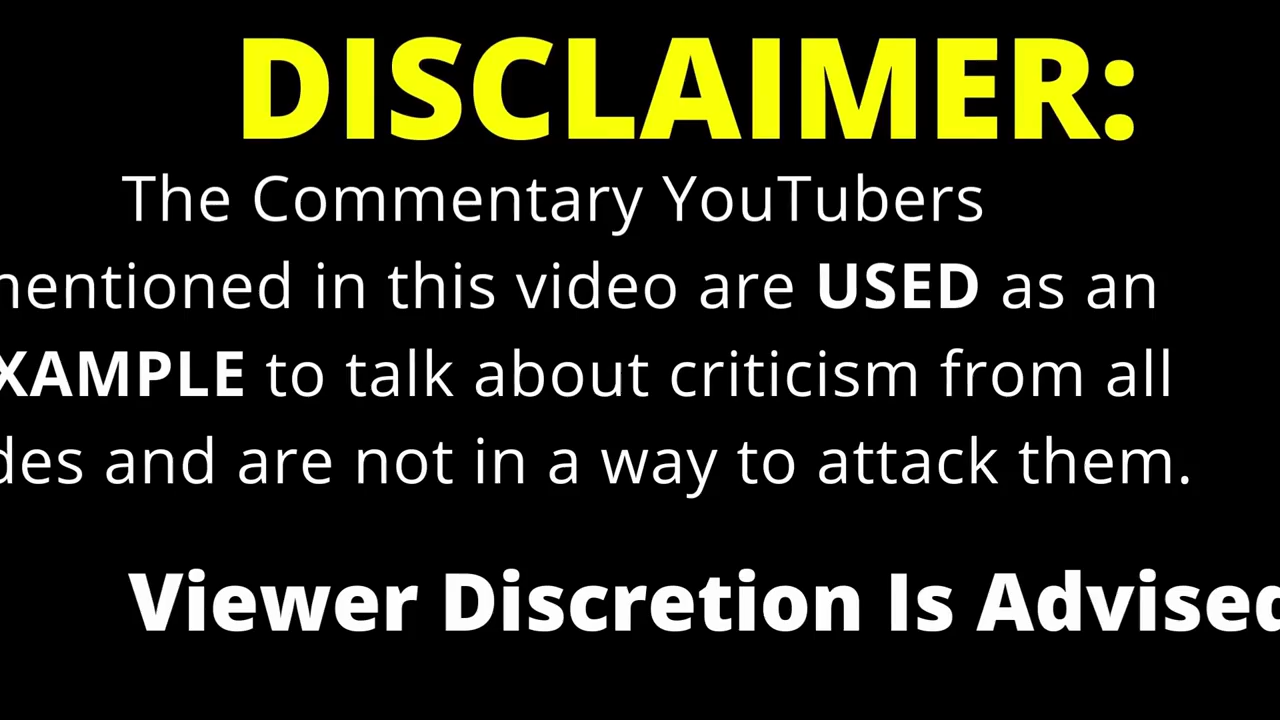 DISCLAIMER:
The Commentary YouTubers
mentioned in this video are USED as an
EXAMPLE to talk about criticism from all
des and are not in a way to attack them.
Viewer Discretion Is Advised